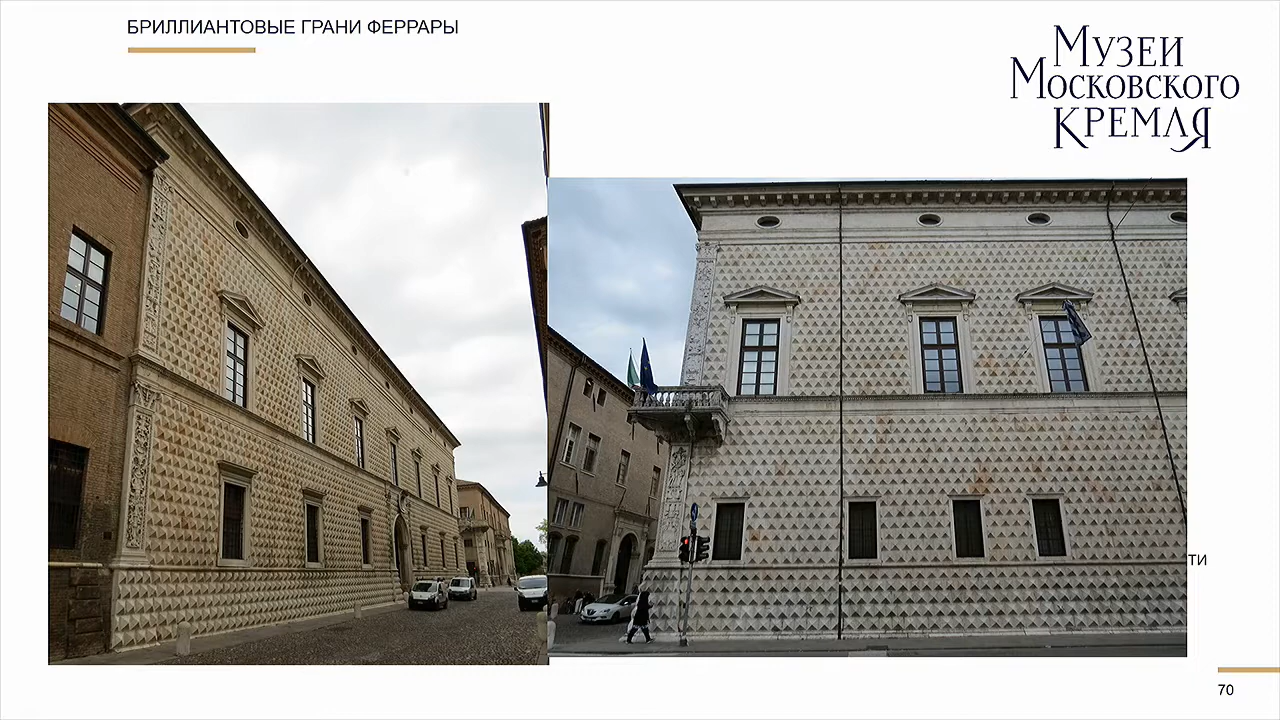 БРИЛЛИАНТОВЫЕ ГРАНИ ФЕРРАРЫ
Музеи
Московского
Кремля
ти
70